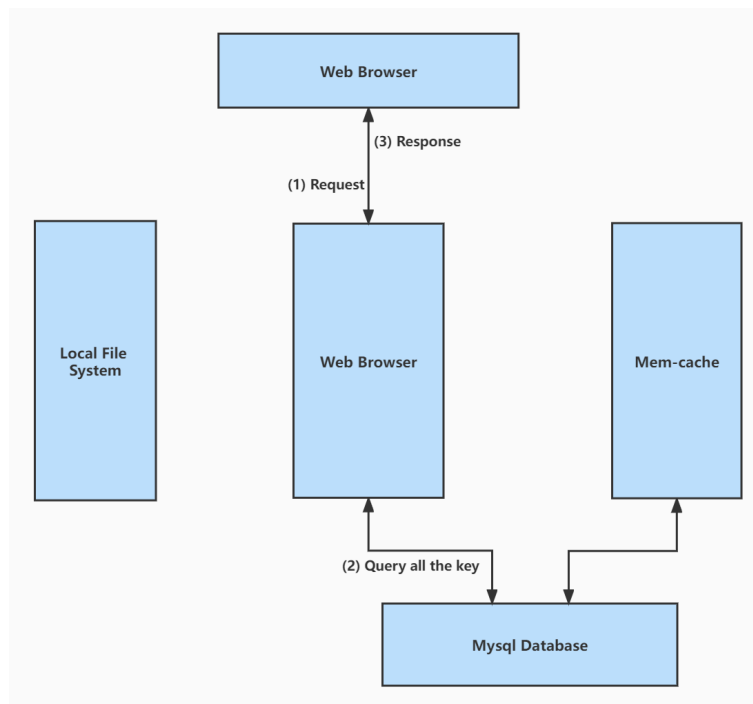 Web Browser
(3) Response
(1) Request
Local File
System
Web Browser
Mem-cache
(2) Query all the key
Mysql Database